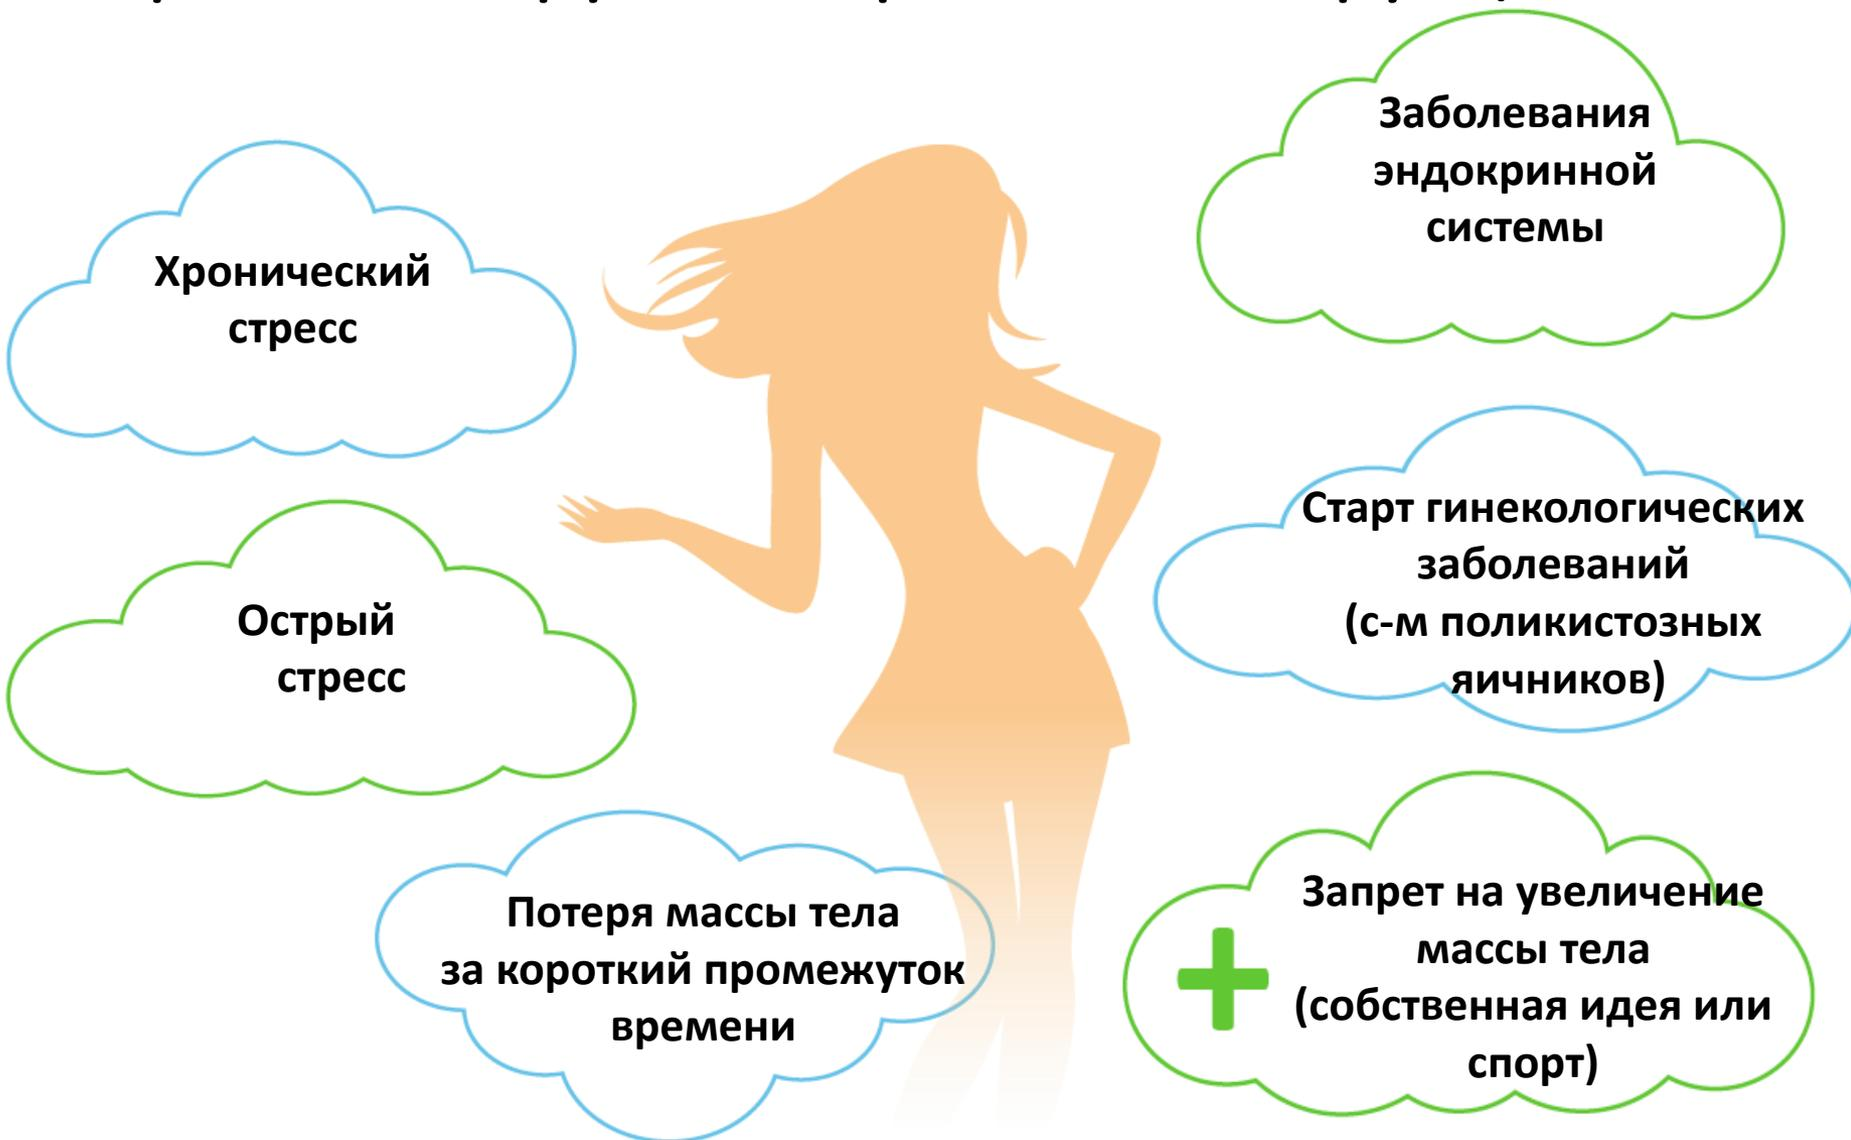 Заболевания
эндокринной
системы
Хронический
стресс
Старт гинекологических
заболеваний
(с-м поликистозных
яичников)
Острый
стресс
Потеря массы тела
за короткий промежуток
времени
Запрет на увеличение
массы тела
(собственная идея или
спорт)